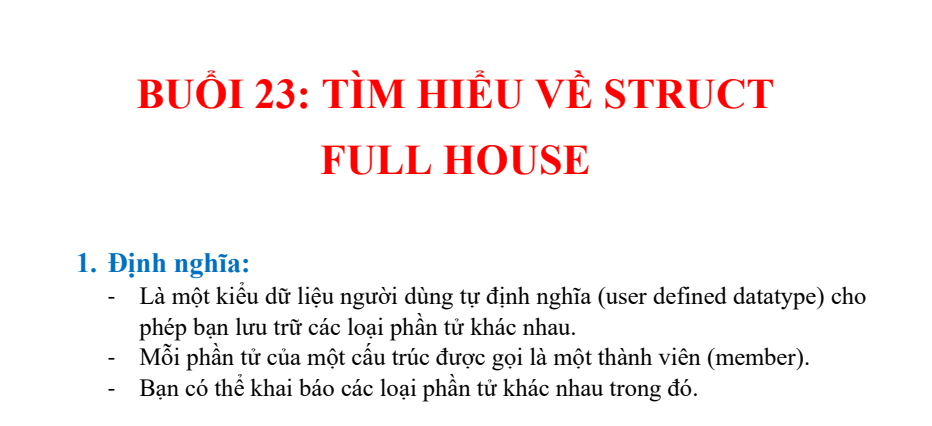 BUỔI 23: TÌM HIỂU VỀ STRUCT
FULL HOUSE
1. Định nghĩa:
- Là một kiểu dữ liệu người dùng tự định nghĩa (user defined datatype) cho
phép bạn lưu trữ các loại phần tử khác nhau.
- Mỗi phần tử của một cấu trúc được gọi là một thành viên (member).
- Bạn có thể khai báo các loại phần tử khác nhau trong đó.